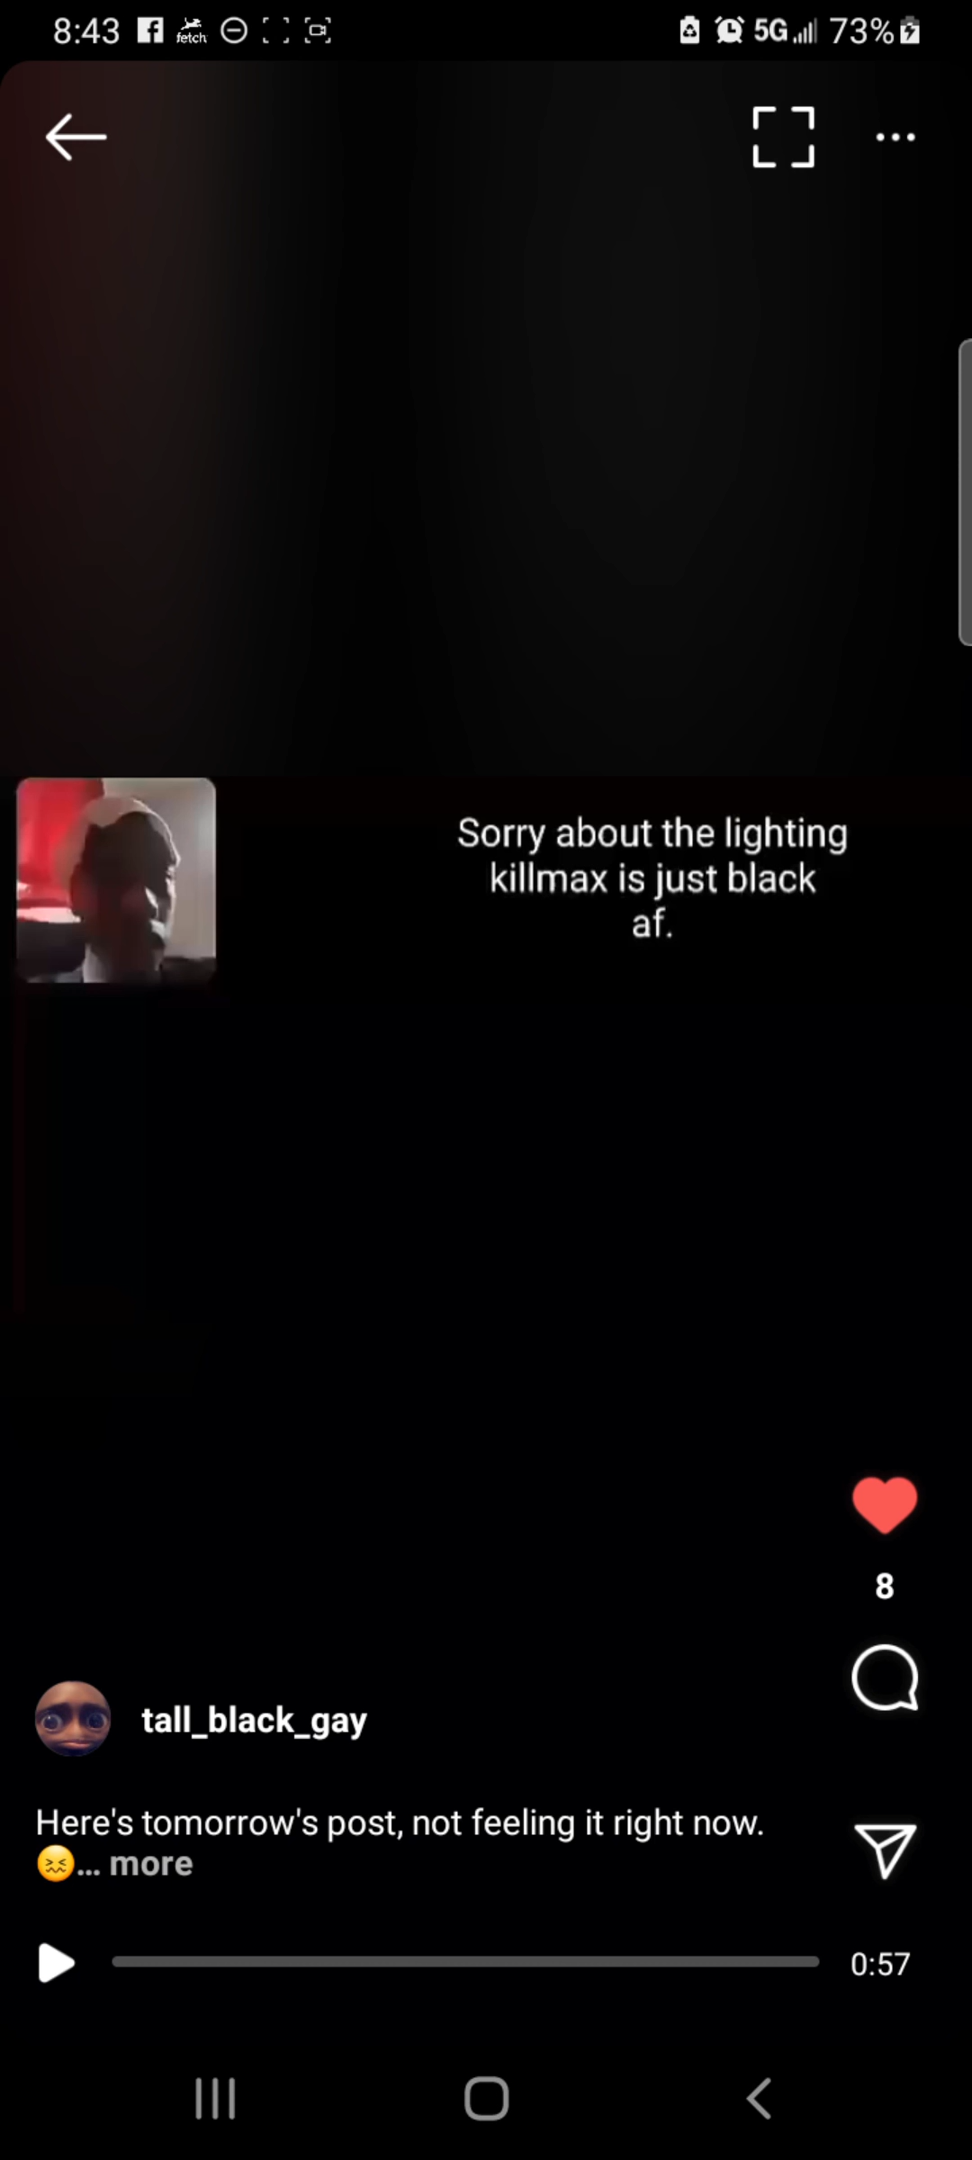 8:43 fetch 5G 73%
Sorry about the lighting
killmax is just black
af.
8
tall_black_gay
Here's tomorrow's post, not feeling it right now.
😖... more
0:57